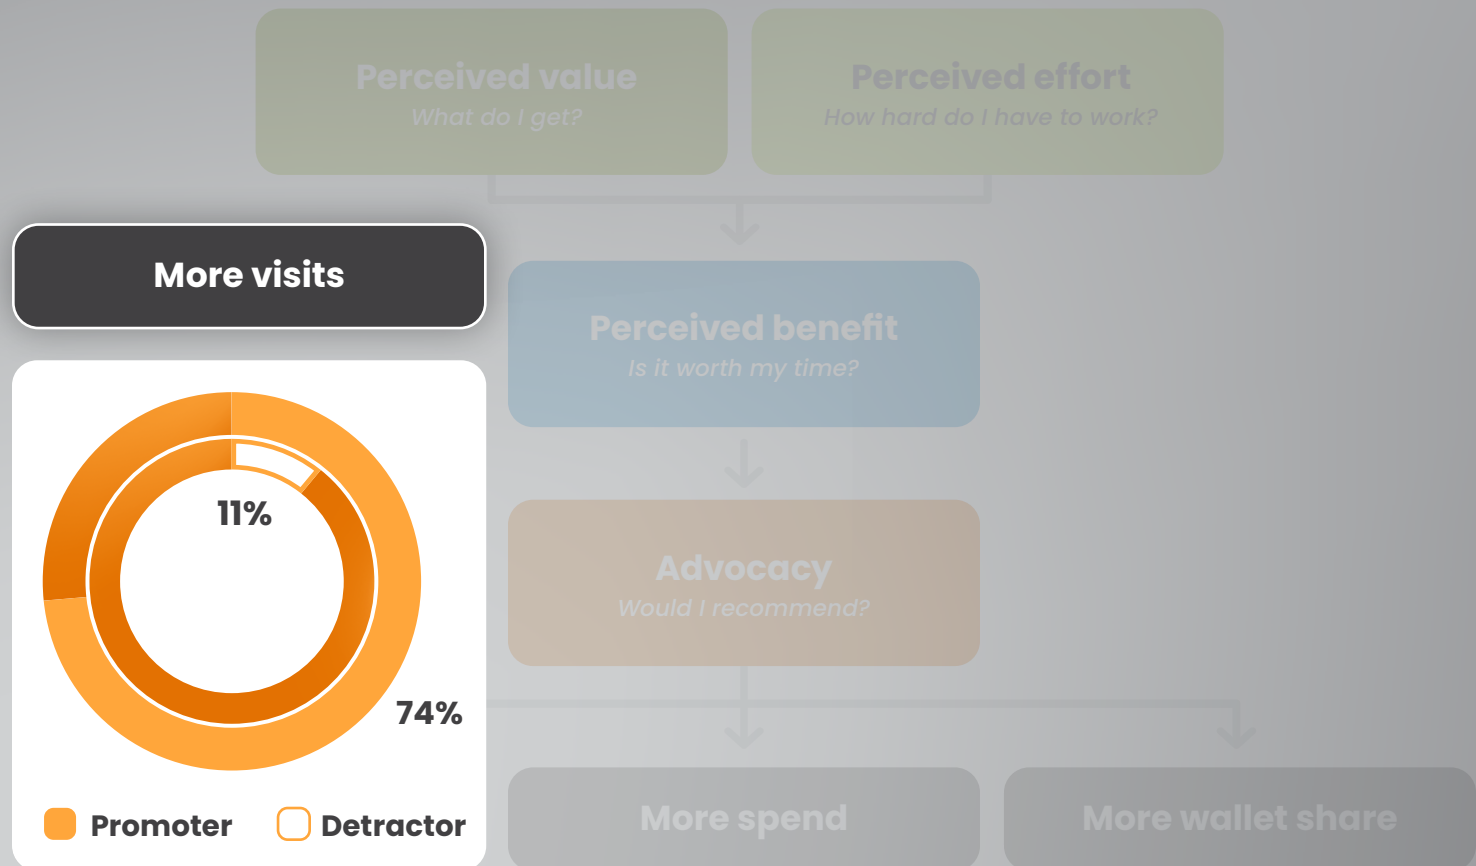 Perceived value
What do I get?
Perceived effort
How hard do I have to work?
More visits
Perceived benefit
Is it worth my time?
11%
Advocacy
Would I recommend?
74%
Promoter
Detractor
More spend
More wallet share